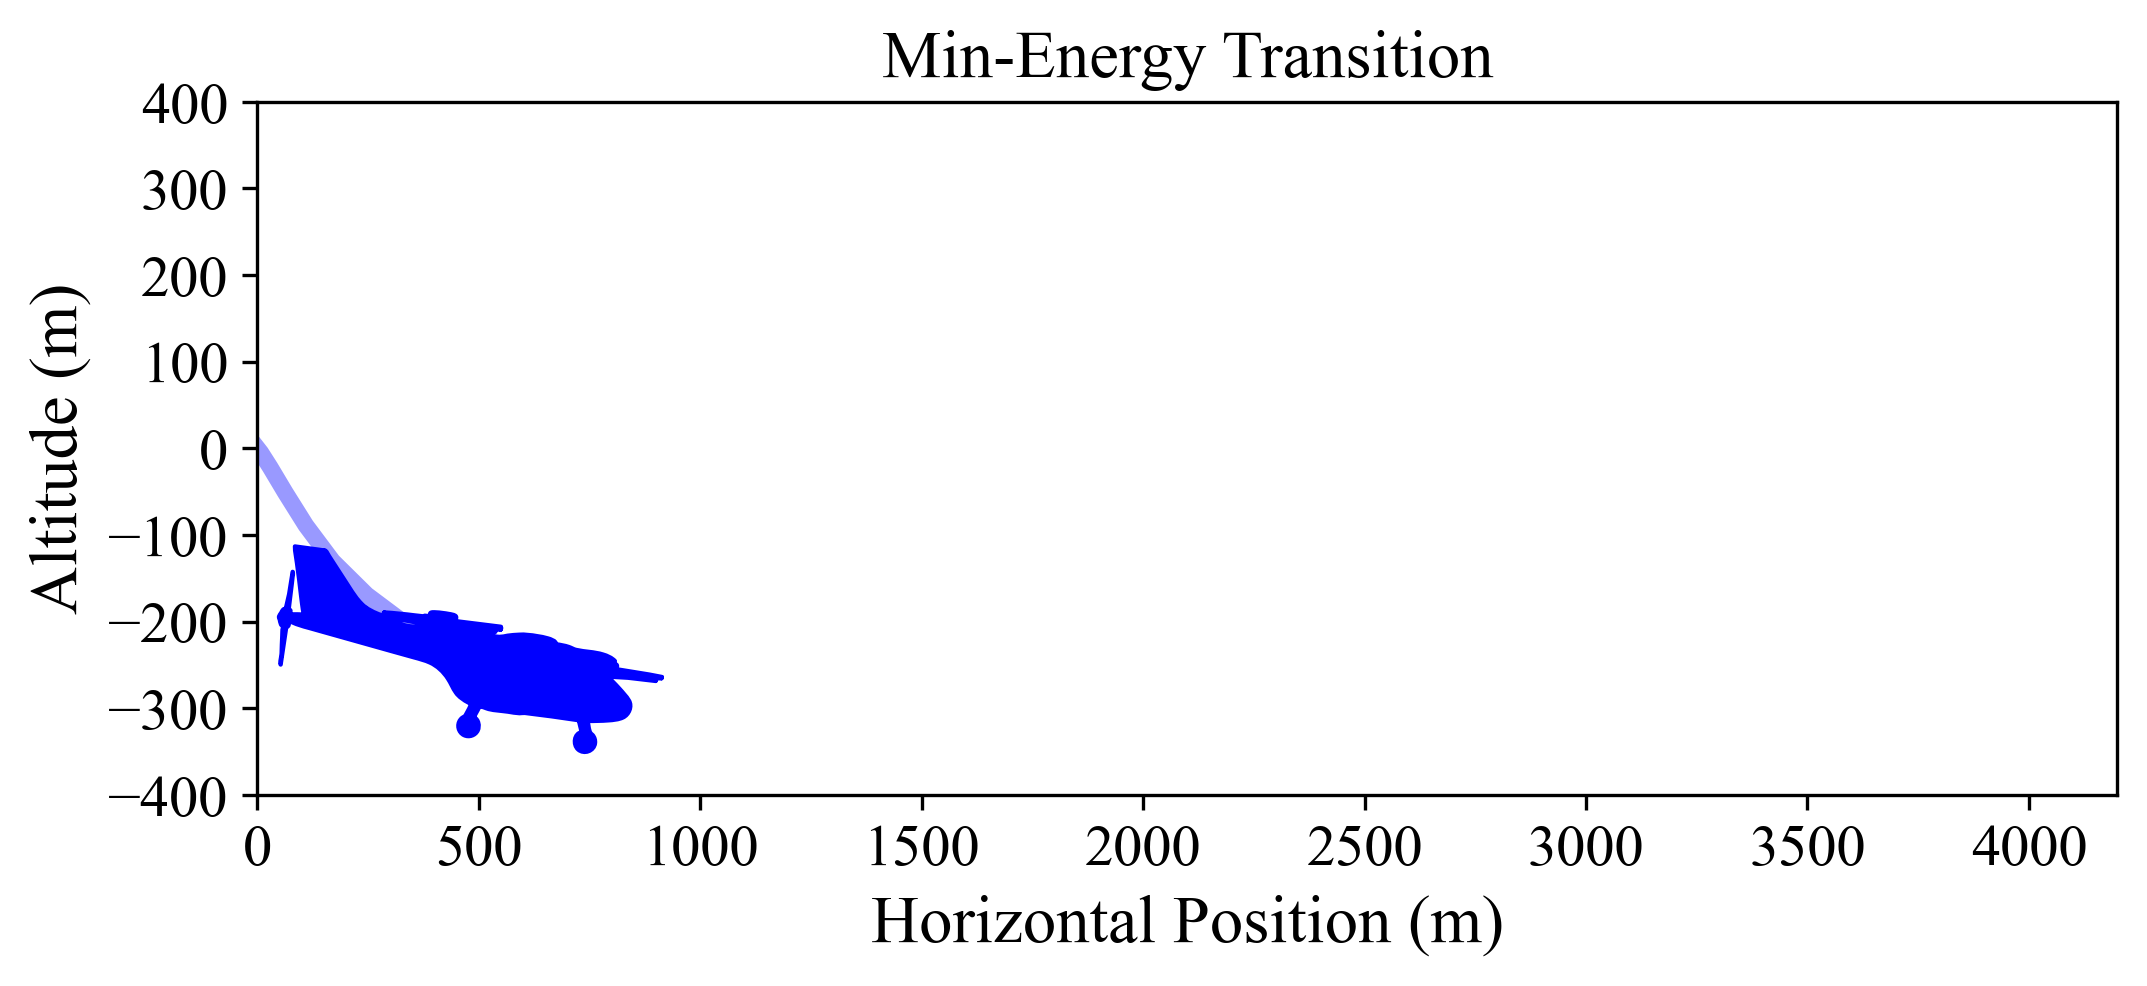 Min-Energy Transition
400
300
200
100
0
−100
−200
−300
−400
Altitude (m)
0 500 1000 1500 2000 2500 3000 3500 4000
Horizontal Position (m)